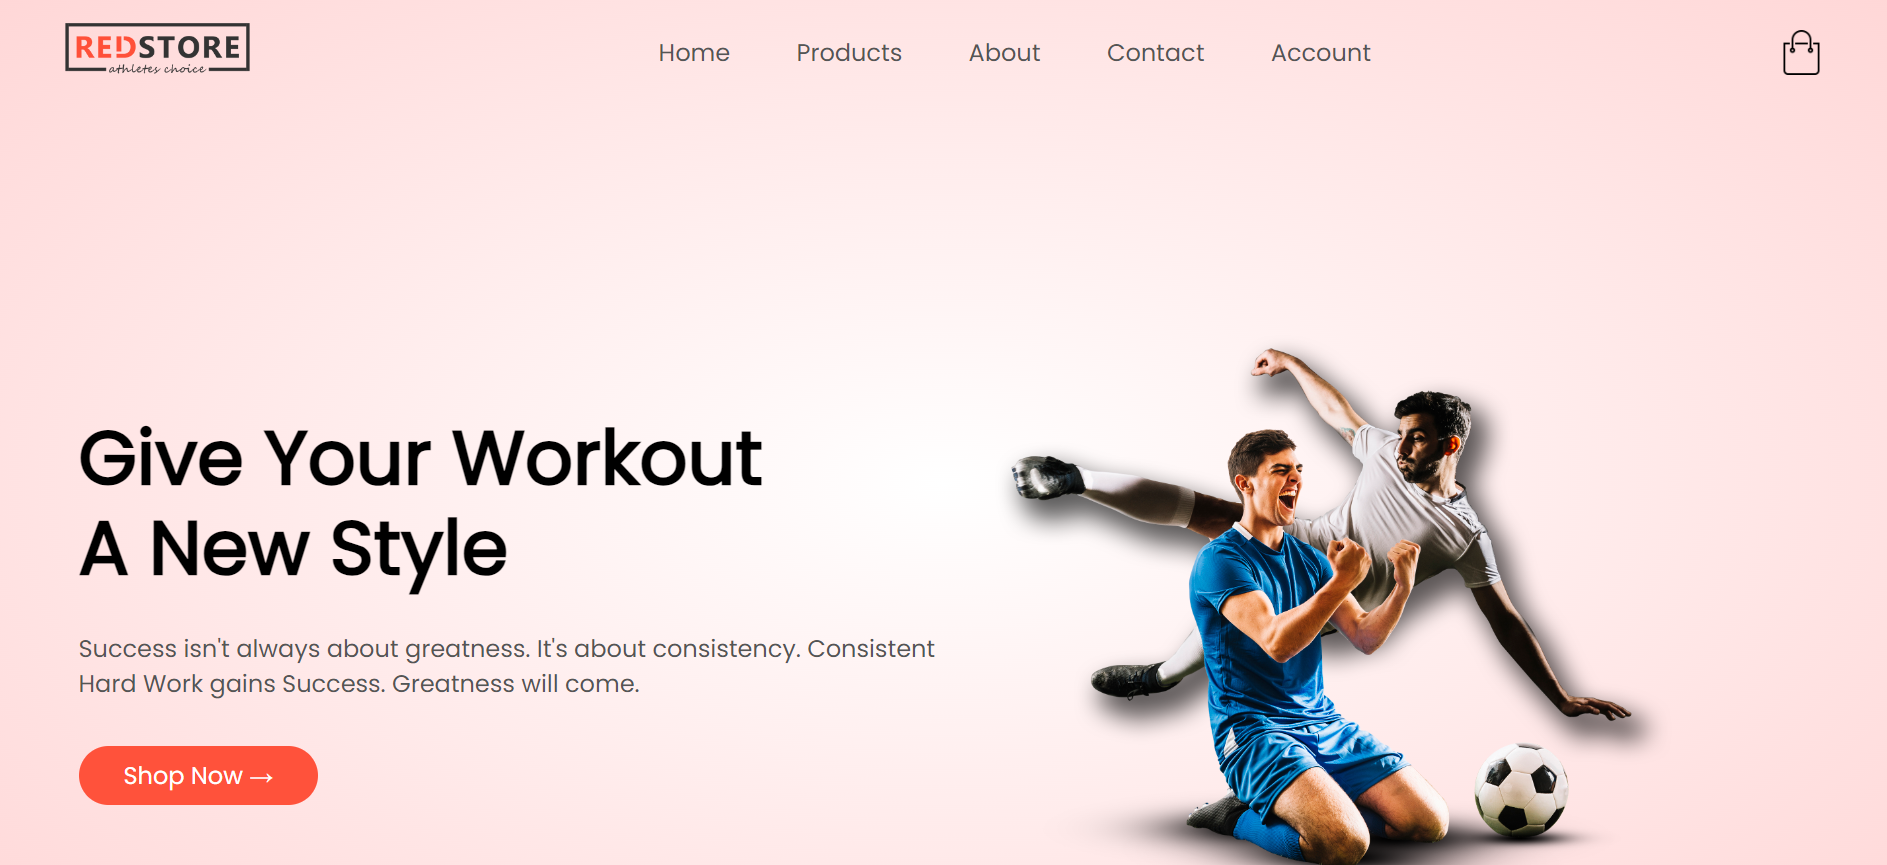 REDSTORE
athletes choice
Home Products About Contact Account
Give Your Workout
A New Style
Success isn't always about greatness. It's about consistency. Consistent
Hard Work gains Success. Greatness will come.
Shop Now →